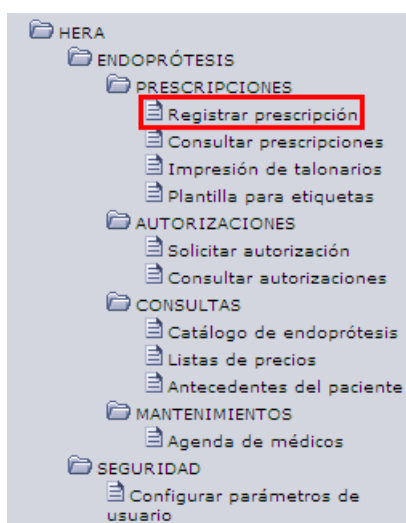 HERA
ENDOPRÓTESIS
PRESCRIPCIONES
Registrar prescripción
Consultar prescripciones
Impresión de talonarios
Plantilla para etiquetas
AUTORIZACIONES
Solicitar autorización
Consultar autorizaciones
CONSULTAS
Catálogo de endoprótesis
Listas de precios
Antecedentes del paciente
MANTENIMIENTOS
Agenda de médicos
SEGURIDAD
Configurar parámetros de
usuario